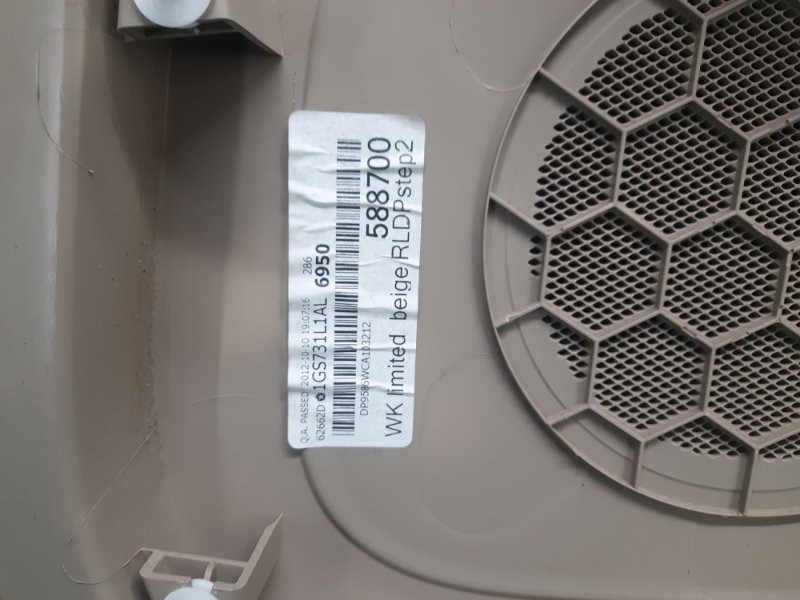 Q.A. PASSED 2012-10-10 19:07:16 286
62662D ✪1GS731L1AL 6950
DP9586WCA103212
588700
WK limited beige/RLDPstep2